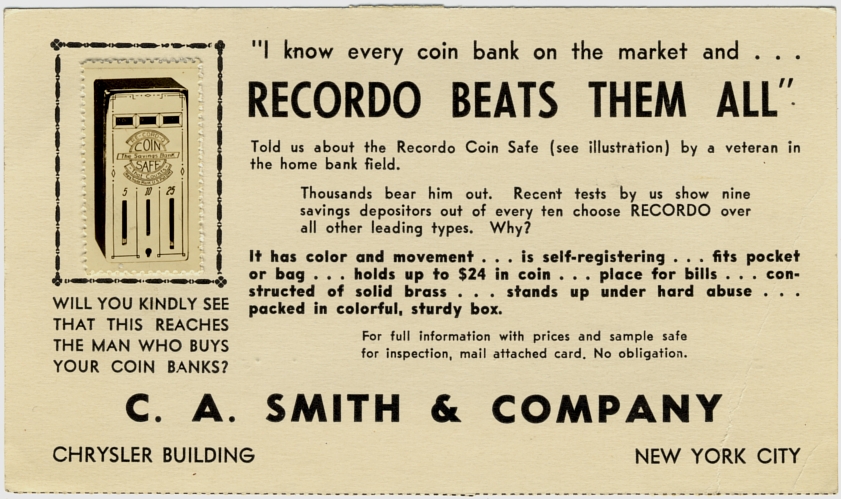 "I know every coin bank on the market and . . .
RECORDO BEATS THEM ALL"
Told us about the Recordo Coin Safe (see illustration) by a veteran in
the home bank field.
Thousands bear him out. Recent tests by us show nine
savings depositors out of every ten choose RECORDO over
all other leading types. Why?
It has color and movement . . . is self-registering . . . fits pocket
or bag . . . holds up to $24 in coin . . . place for bills . . . con-
structed of solid brass . . . stands up under hard abuse . . .
packed in colorful, sturdy box.
For full information with prices and sample safe
for inspection, mail attached card. No obligation.
COIN
The Savings Bank
SAFE
5 10 25
WILL YOU KINDLY SEE
THAT THIS REACHES
THE MAN WHO BUYS
YOUR COIN BANKS?
C. A. SMITH & COMPANY
CHRYSLER BUILDING
NEW YORK CITY